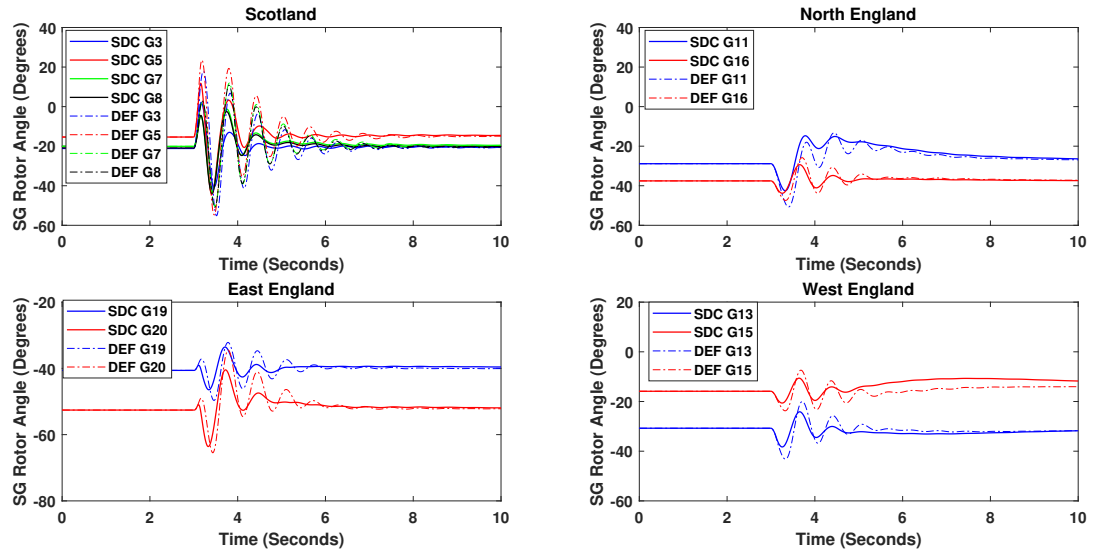 Scotland
SG Rotor Angle (Degrees)
40
20
0
-20
-40
-60
SDC G3
SDC G5
SDC G7
SDC G8
DEF G3
DEF G5
DEF G7
DEF G8
0 2 4 6 8 10
Time (Seconds)
North England
SG Rotor Angle (Degrees)
40
20
0
-20
-40
-60
SDC G11
SDC G16
DEF G11
DEF G16
0 2 4 6 8 10
Time (Seconds)
East England
SG Rotor Angle (Degrees)
-20
-40
-60
-80
SDC G19
SDC G20
DEF G19
DEF G20
0 2 4 6 8 10
Time (Seconds)
West England
SG Rotor Angle (Degrees)
20
0
-20
-40
-60
SDC G13
SDC G15
DEF G13
DEF G15
0 2 4 6 8 10
Time (Seconds)